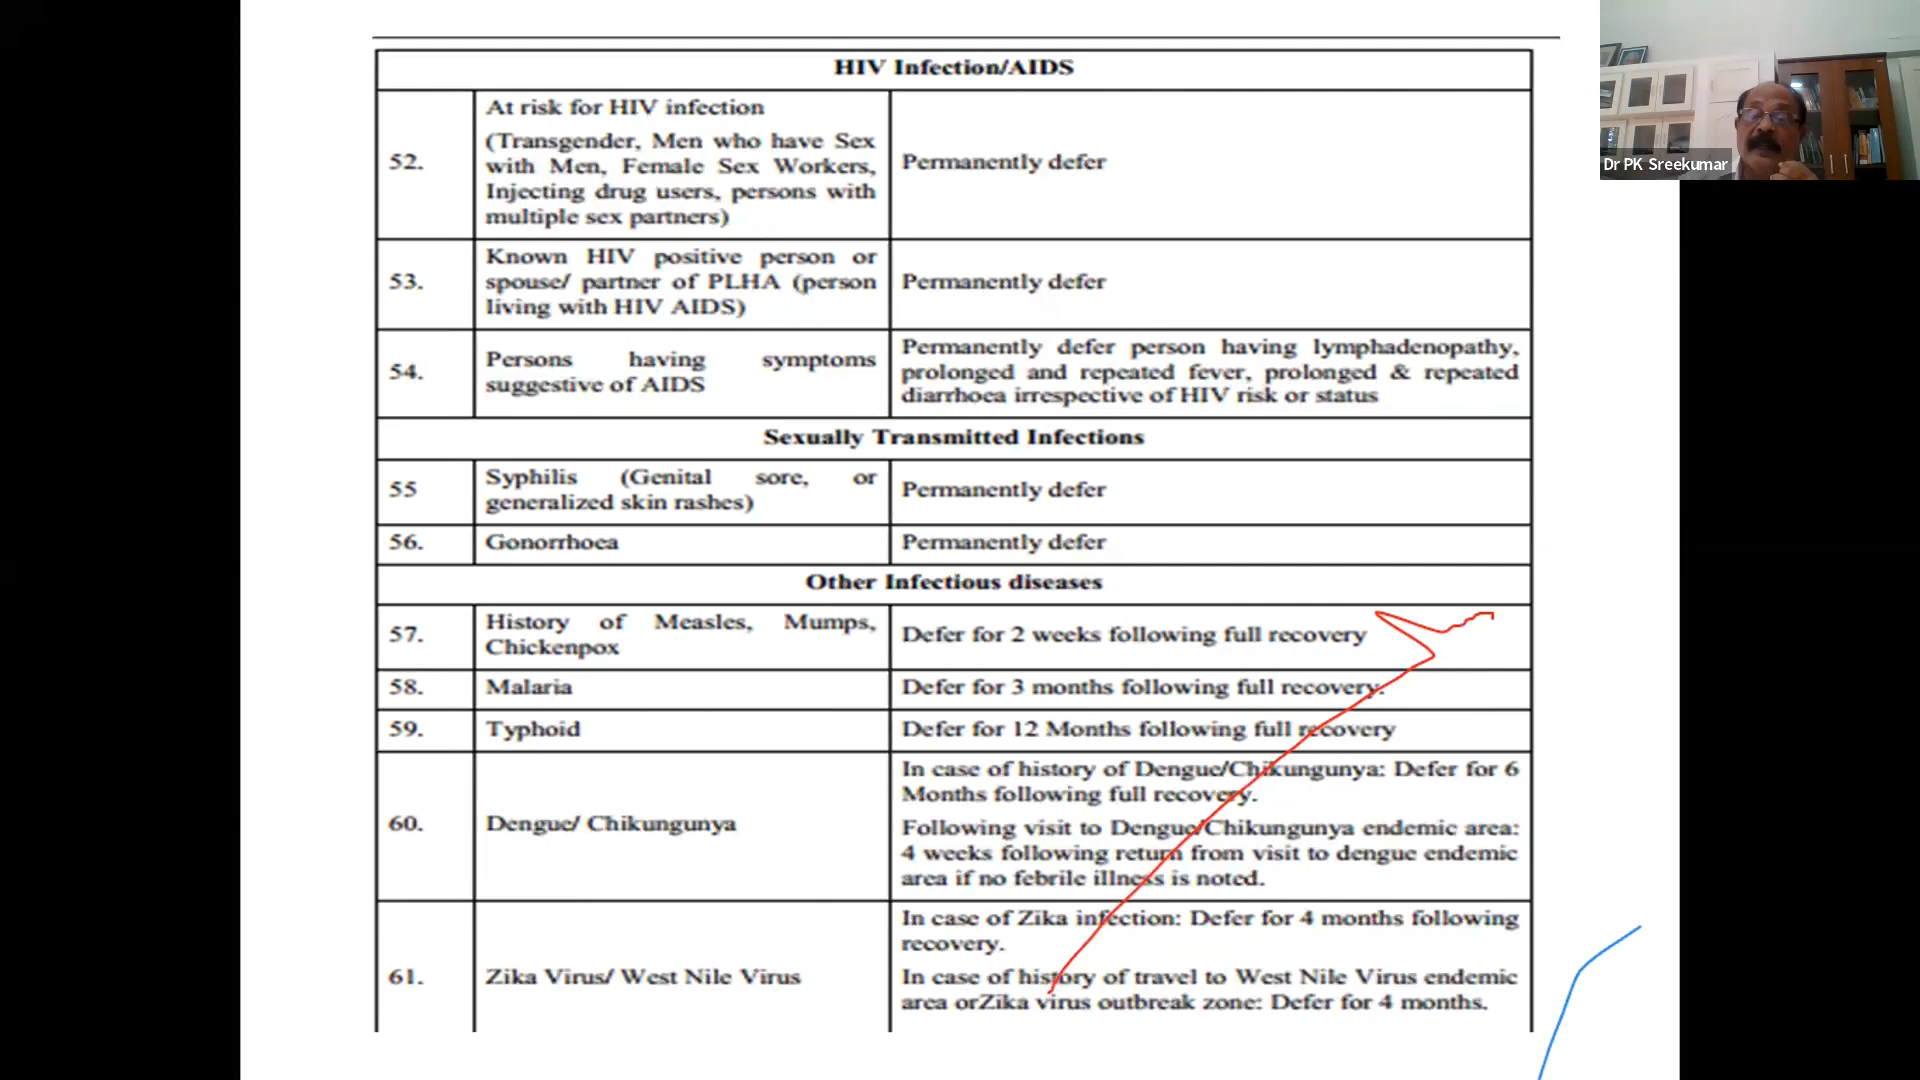 HIV Infection/AIDS
52.
At risk for HIV infection
(Transgender, Men who have Sex
with Men, Female Sex Workers,
Injecting drug users, persons with
multiple sex partners)
Permanently defer
53.
Known HIV positive person or
spouse/ partner of PLHA (person
living with HIV AIDS)
Permanently defer
54.
Persons having symptoms
suggestive of AIDS
Permanently defer person having lymphadenopathy,
prolonged and repeated fever, prolonged & repeated
diarrhoea irrespective of HIV risk or status
Sexually Transmitted Infections
55
Syphilis (Genital sore, or
generalized skin rashes)
Permanently defer
56.
Gonorrhoea
Permanently defer
Other Infectious diseases
57.
History of Measles, Mumps,
Chickenpox
Defer for 2 weeks following full recovery
58.
Malaria
Defer for 3 months following full recovery.
59.
Typhoid
Defer for 12 Months following full recovery
60.
Dengue/ Chikungunya
In case of history of Dengue/Chikungunya: Defer for 6
Months following full recovery.
Following visit to Dengue/Chikungunya endemic area:
4 weeks following return from visit to dengue endemic
area if no febrile illness is noted.
61.
Zika Virus/ West Nile Virus
In case of Zika infection: Defer for 4 months following
recovery.
In case of history of travel to West Nile Virus endemic
area orZika virus outbreak zone: Defer for 4 months.
Dr PK Sreekumar